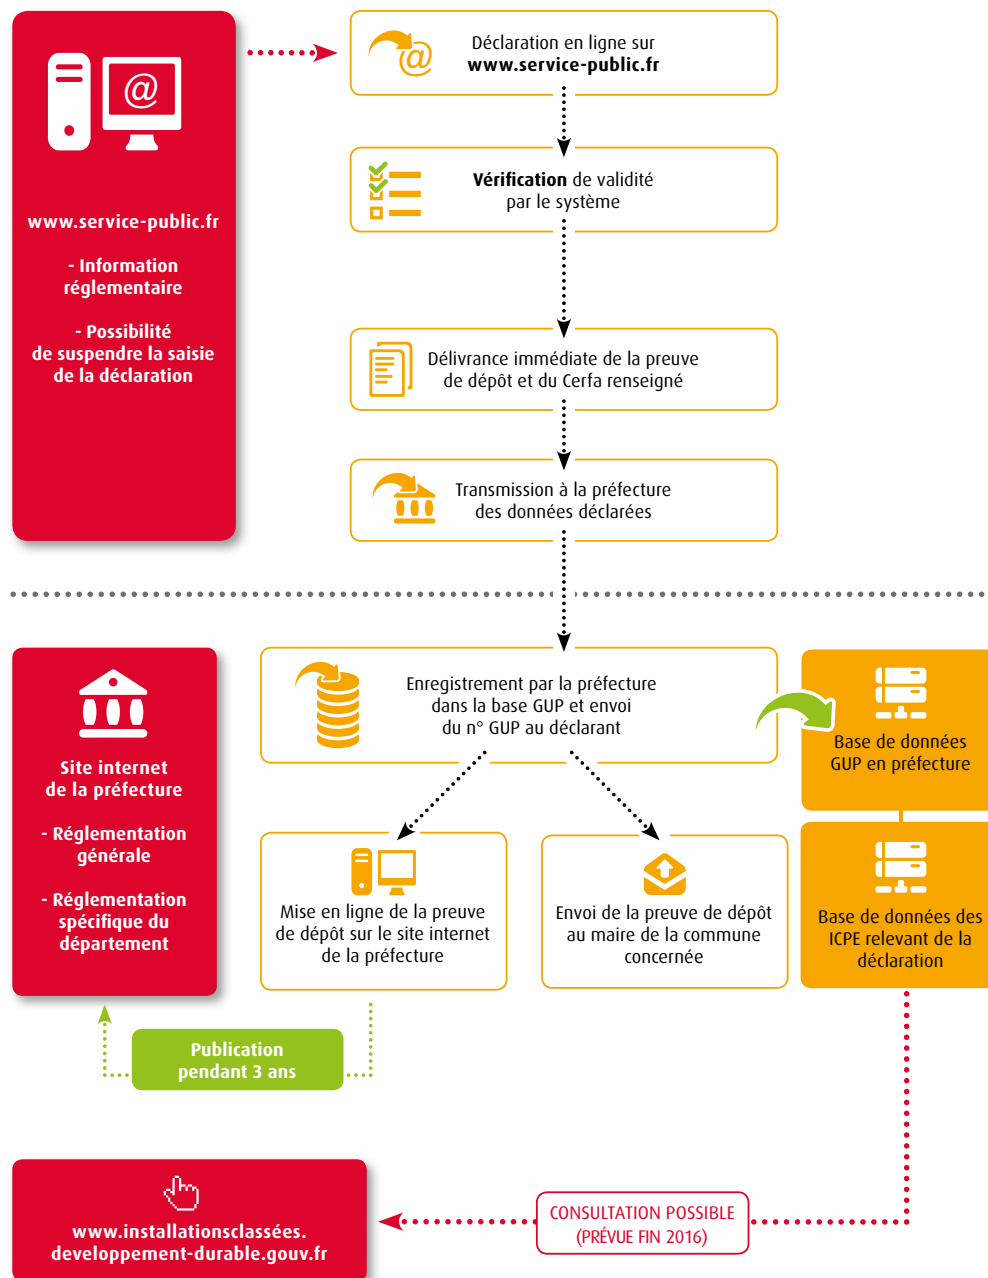 @
www.service-public.fr
- Information
réglementaire
- Possibilité
de suspendre la saisie
de la déclaration
@
Déclaration en ligne sur
www.service-public.fr
Vérification de validité
par le système
Délivrance immédiate de la preuve
de dépôt et du Cerfa renseigné
Transmission à la préfecture
des données déclarées
Site internet
de la préfecture
- Réglementation
générale
- Réglementation
spécifique du
département
Enregistrement par la préfecture
dans la base GUP et envoi
du n° GUP au déclarant
Base de données
GUP en préfecture
Mise en ligne de la preuve
de dépôt sur le site internet
de la préfecture
Envoi de la preuve de dépôt
au maire de la commune
concernée
Base de données des
ICPE relevant de la
déclaration
Publication
pendant 3 ans
www.installationsclassées.
developpement-durable.gouv.fr
CONSULTATION POSSIBLE
(PRÉVUE FIN 2016)